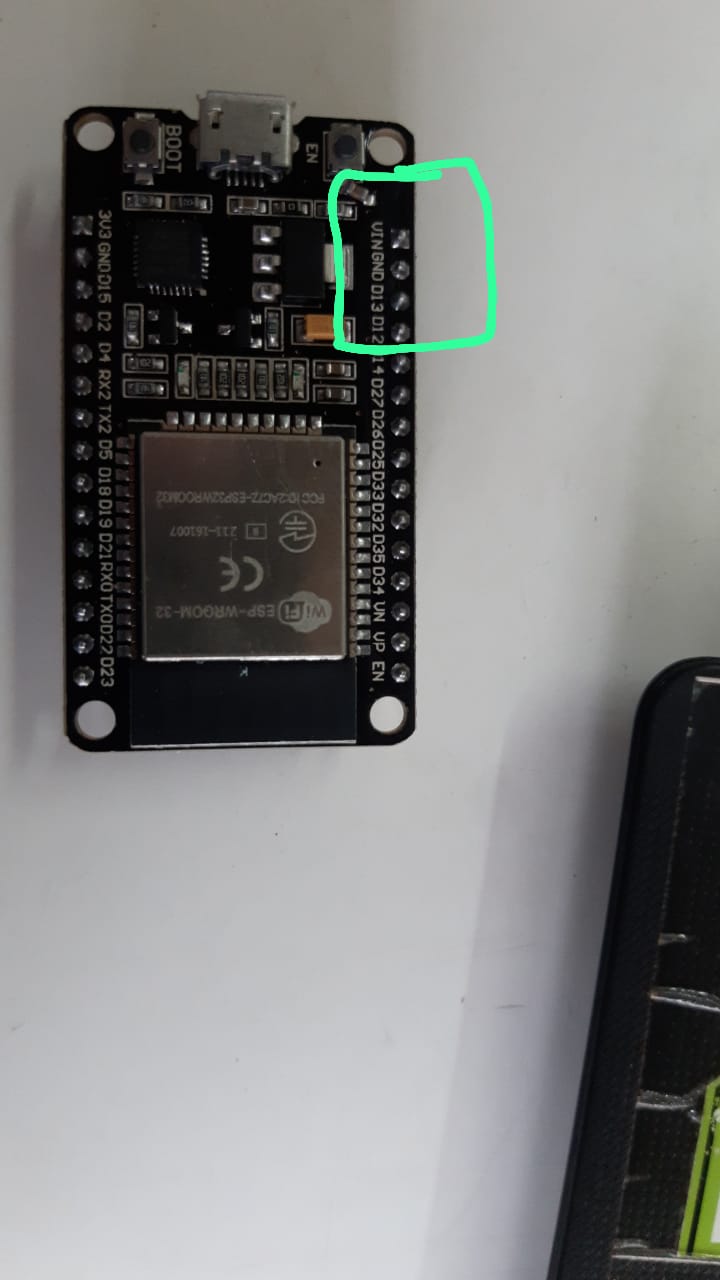 BOOT
EN
3V3 GND D15 D2 D4 RX2 TX2 D5 D18 D19 D21 RX0 TX0 D22 D23
VIN GND D13 D12 D14 D27 D26 D25 D33 D32 D35 D34 VN VP EN
WiFi ESP-WROOM-32
CE
211-161007
FCC ID:2AC7Z-ESP32WROOM32